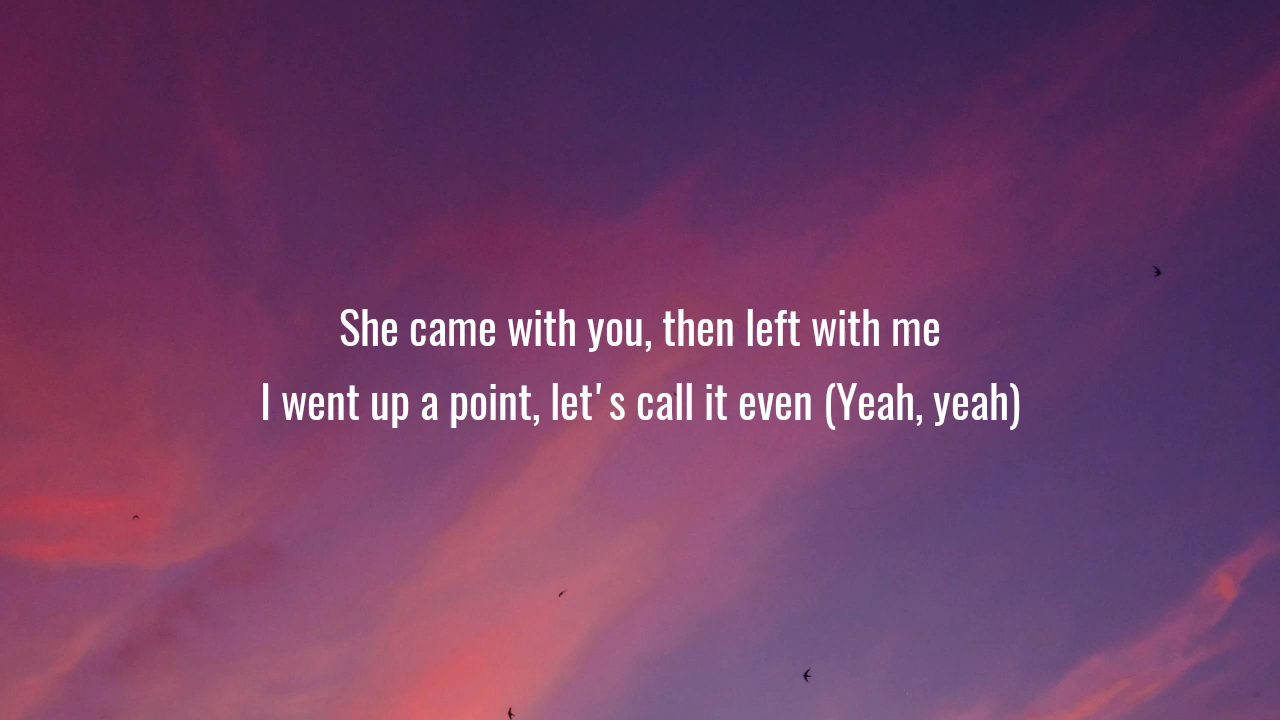 She came with you, then left with me
I went up a point, let's call it even (Yeah, yeah)